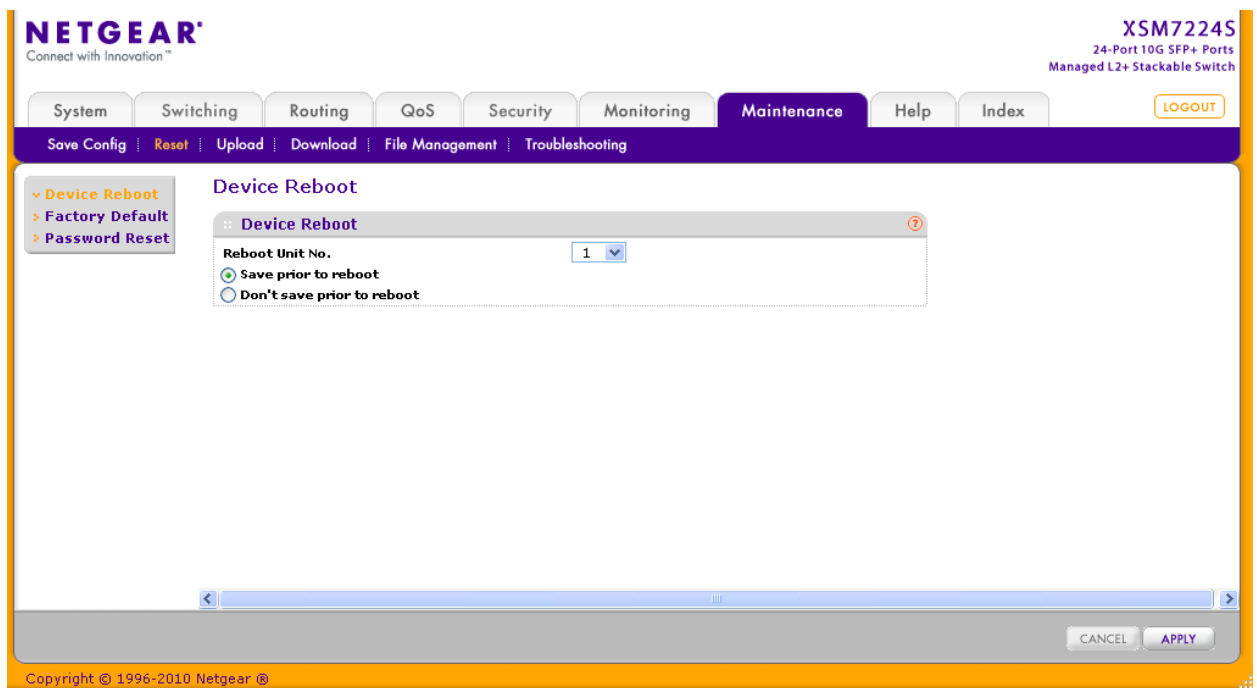 NETGEAR
Connect with Innovation™
XSM7224S
24-Port 10G SFP+ Ports
Managed L2+ Stackable Switch
System Switching Routing QoS Security Monitoring Maintenance Help Index LOGOUT
Save Config Reset Upload Download File Management Troubleshooting
Device Reboot
Factory Default
Password Reset
Device Reboot
Device Reboot ?
Reboot Unit No. 1
Save prior to reboot
Don't save prior to reboot
CANCEL APPLY
Copyright © 1996-2010 Netgear ®